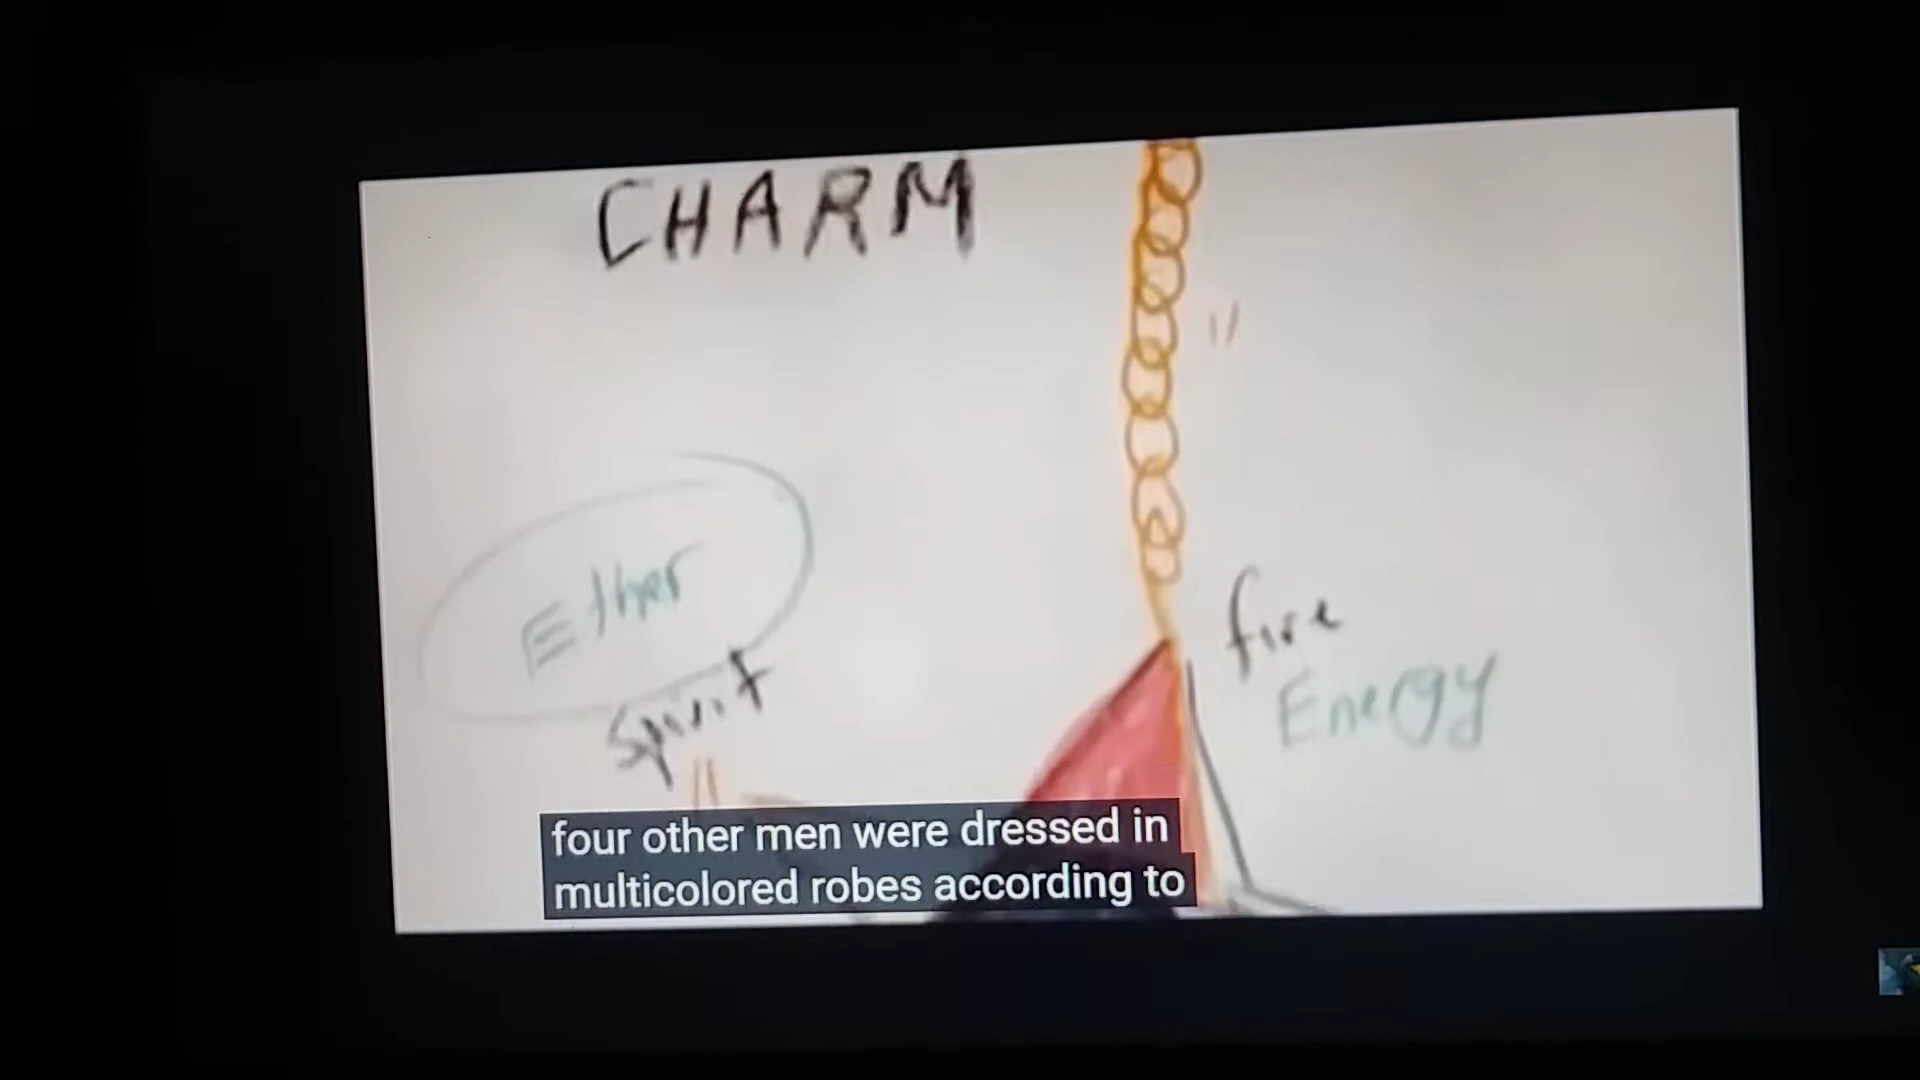 CHARM
Ether
spirit
fire
Energy
four other men were dressed in
multicolored robes according to